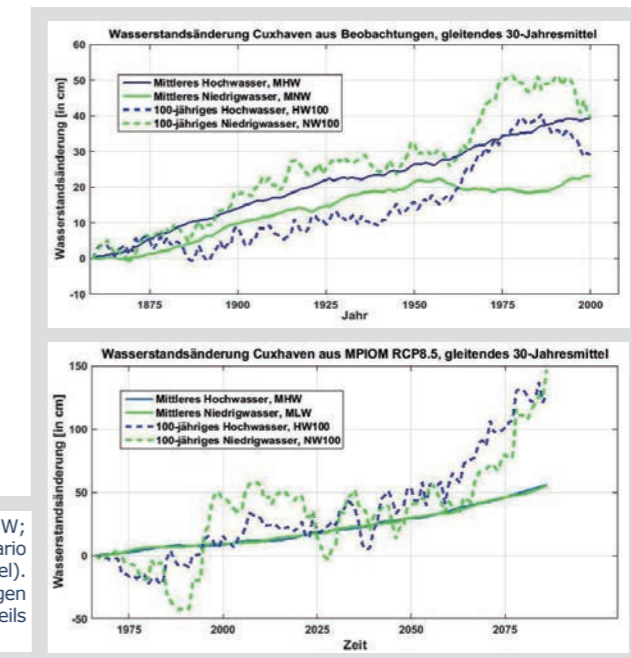 Wasserstandsänderung Cuxhaven aus Beobachtungen, gleitendes 30-Jahresmittel
60
50
40
30
20
10
0
-10
Wasserstandsänderung [in cm]
Mittleres Hochwasser, MHW
Mittleres Niedrigwasser, MNW
100-jähriges Hochwasser, HW100
100-jähriges Niedrigwasser, NW100
1875 1900 1925 1950 1975 2000
Jahr
Wasserstandsänderung Cuxhaven aus MPIOM RCP8.5, gleitendes 30-Jahresmittel
150
100
50
0
-50
Wasserstandsänderung [in cm]
Mittleres Hochwasser, MHW
Mittleres Niedrigwasser, MLW
100-jähriges Hochwasser, HW100
100-jähriges Niedrigwasser, NW100
1975 2000 2025 2050 2075
Zeit
W;
ario
el).
gen
eils